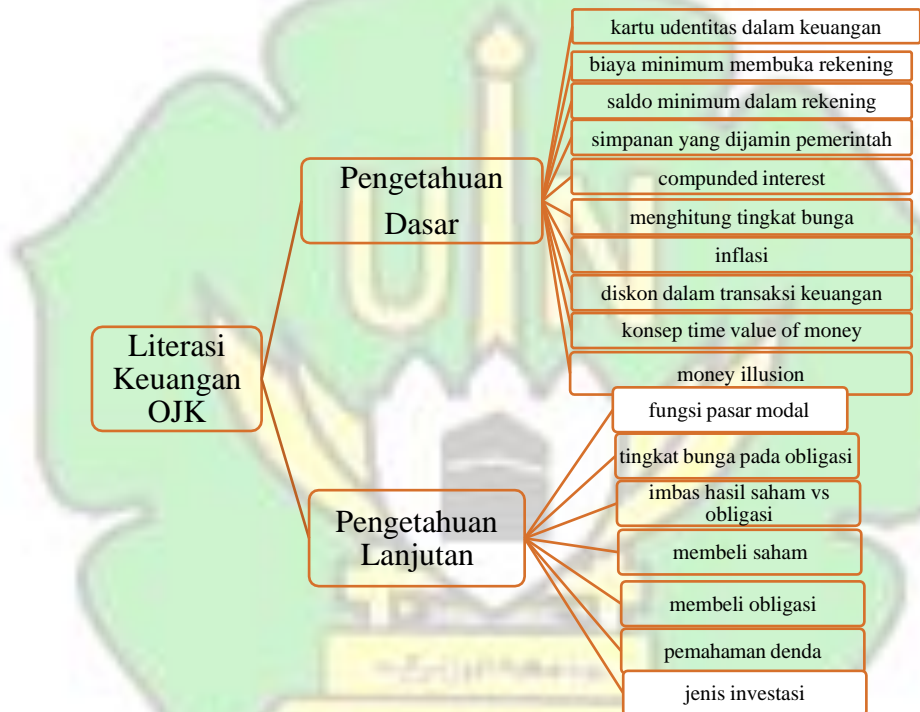 Literasi
Keuangan
OJK
Pengetahuan
Dasar
kartu udentitas dalam keuangan
biaya minimum membuka rekening
saldo minimum dalam rekening
simpanan yang dijamin pemerintah
compunded interest
menghitung tingkat bunga
inflasi
diskon dalam transaksi keuangan
konsep time value of money
money illusion
Pengetahuan
Lanjutan
fungsi pasar modal
tingkat bunga pada obligasi
imbas hasil saham vs
obligasi
membeli saham
membeli obligasi
pemahaman denda
jenis investasi
UIN